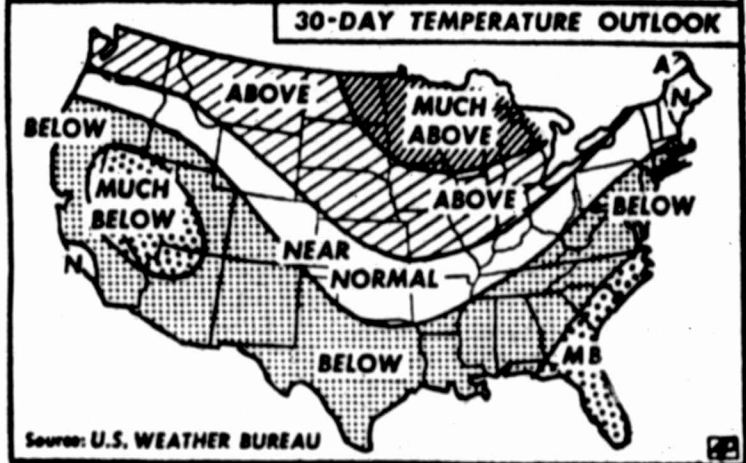 30-DAY TEMPERATURE OUTLOOK
ABOVE
MUCH
ABOVE
A
N
BELOW
MUCH
BELOW
ABOVE
BELOW
N
NEAR
NORMAL
BELOW
MB
Source: U.S. WEATHER BUREAU
AP